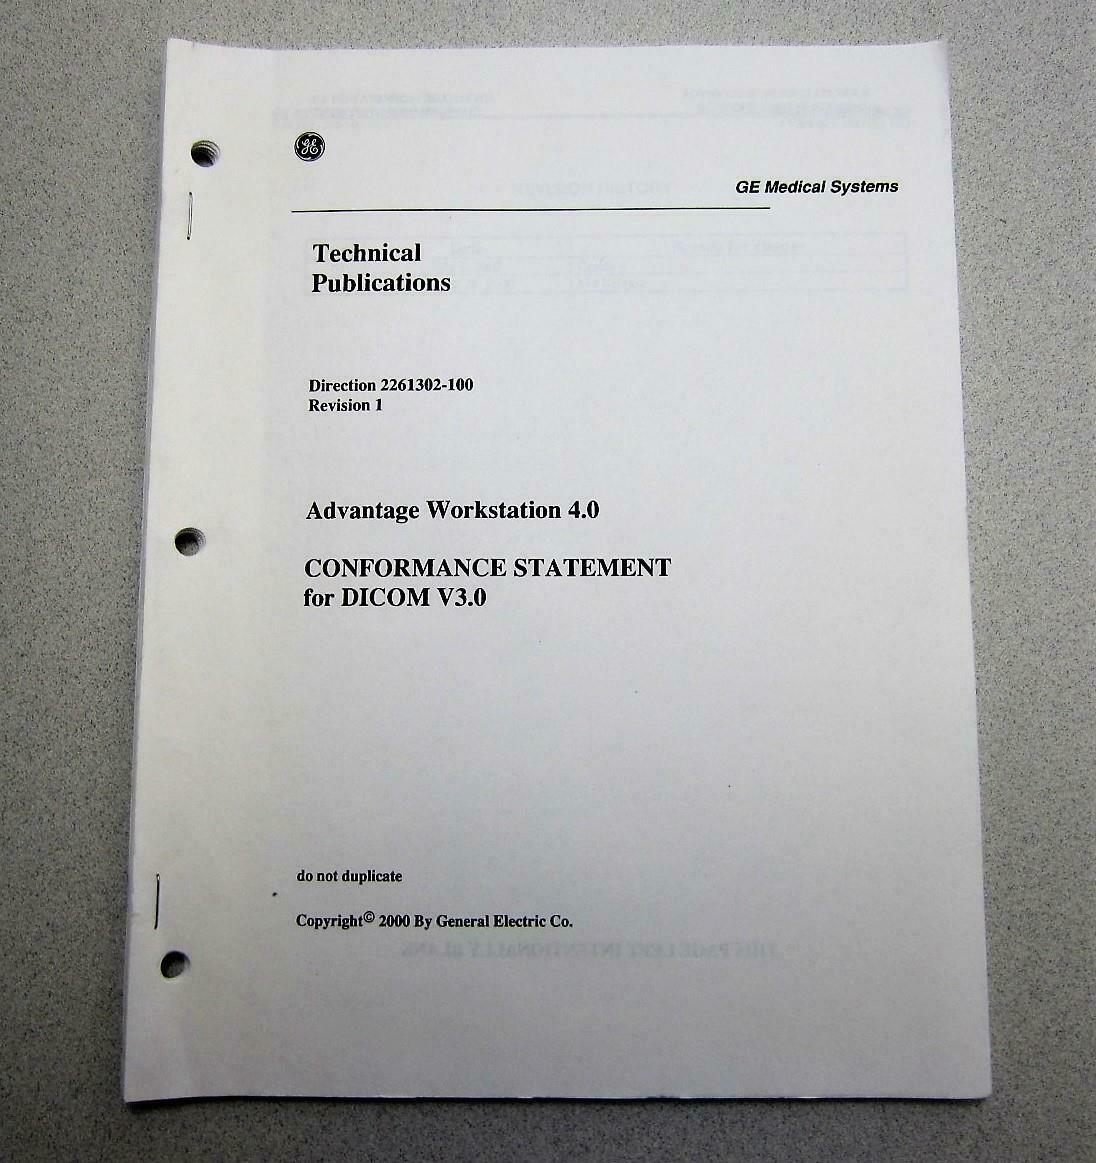 GE
GE Medical Systems
Technical
Publications
Direction 2261302-100
Revision 1
Advantage Workstation 4.0
CONFORMANCE STATEMENT
for DICOM V3.0
do not duplicate
Copyright© 2000 By General Electric Co.